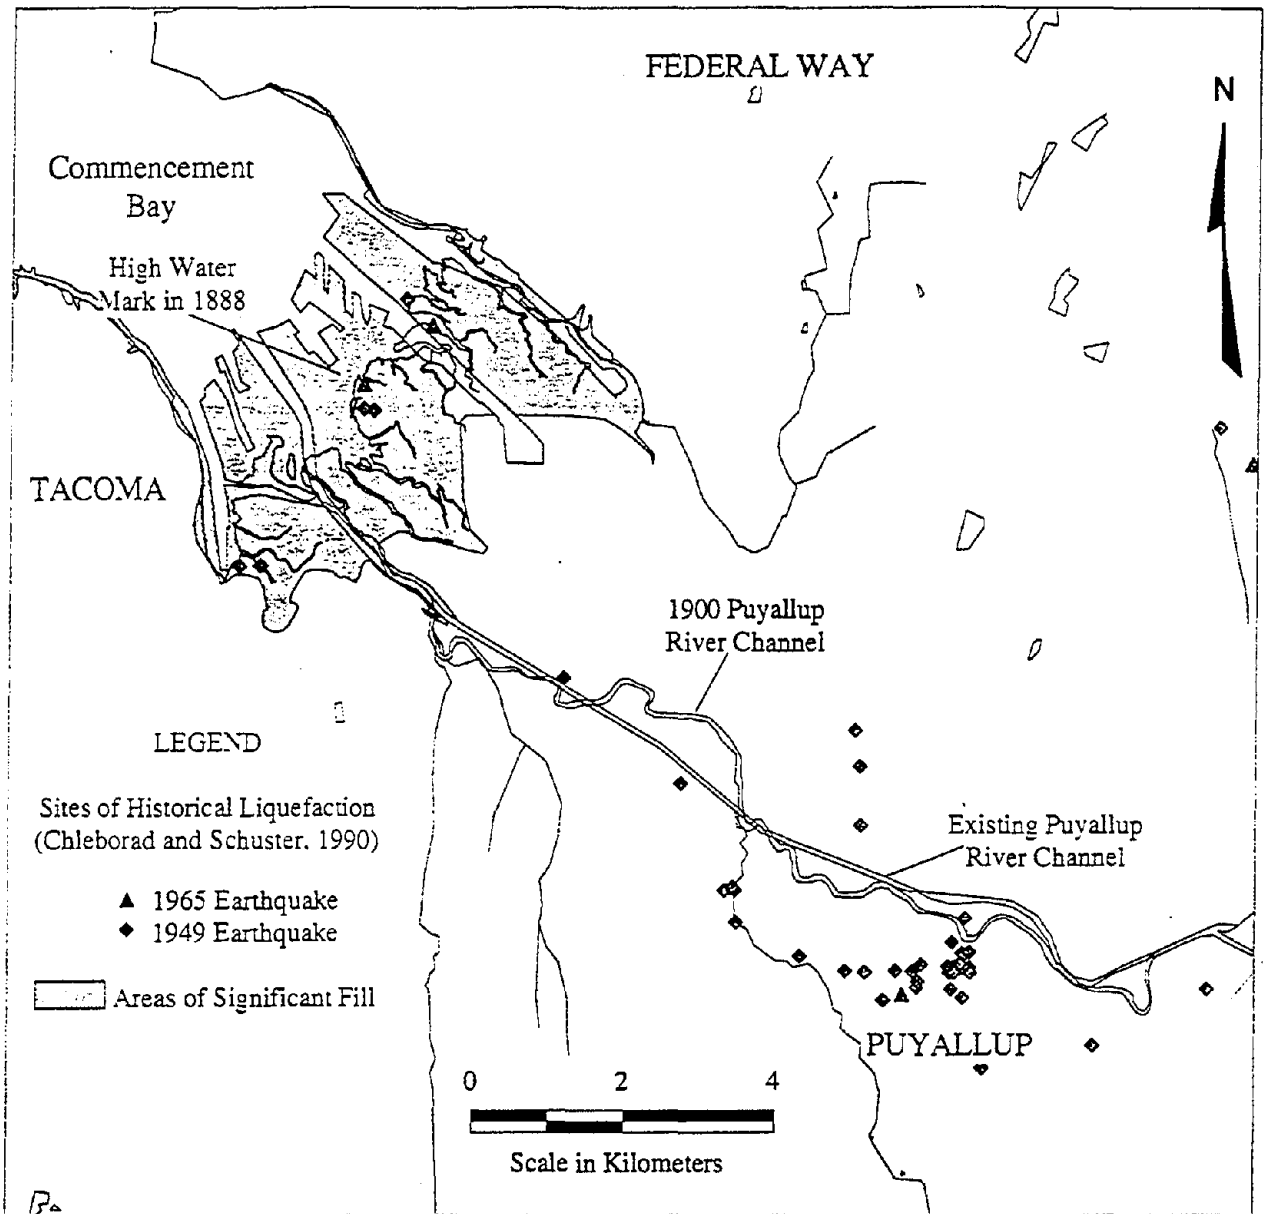 FEDERAL WAY
N
Commencement
Bay
High Water
Mark in 1888
TACOMA
1900 Puyallup
River Channel
LEGEND
Sites of Historical Liquefaction
(Chleborad and Schuster. 1990)
1965 Earthquake
1949 Earthquake
Areas of Significant Fill
Existing Puyallup
River Channel
PUYALLUP
0 2 4
Scale in Kilometers